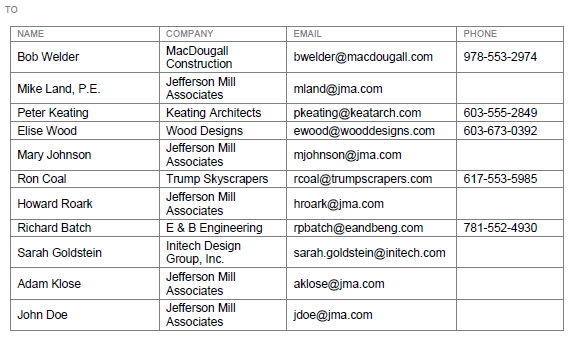 TO
NAME COMPANY EMAIL PHONE
Bob Welder MacDougall Construction bwelder@macdougall.com 978-553-2974
Mike Land, P.E. Jefferson Mill Associates mland@jma.com
Peter Keating Keating Architects pkeating@keatarch.com 603-555-2849
Elise Wood Wood Designs ewood@wooddesigns.com 603-673-0392
Mary Johnson Jefferson Mill Associates mjohnson@jma.com
Ron Coal Trump Skyscrapers rcoal@trumpscrapers.com 617-553-5985
Howard Roark Jefferson Mill Associates hroark@jma.com
Richard Batch E & B Engineering rpbatch@eandbeng.com 781-552-4930
Sarah Goldstein Initech Design Group, Inc. sarah.goldstein@initech.com
Adam Klose Jefferson Mill Associates aklose@jma.com
John Doe Jefferson Mill Associates jdoe@jma.com